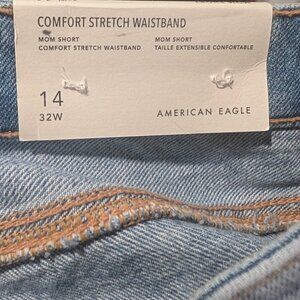 COMFORT STRETCH WAISTBAND
MOM SHORT
COMFORT STRETCH WAISTBAND
MOM SHORT
TAILLE EXTENSIBLE CONFORTABLE
14
32W
AMERICAN EAGLE